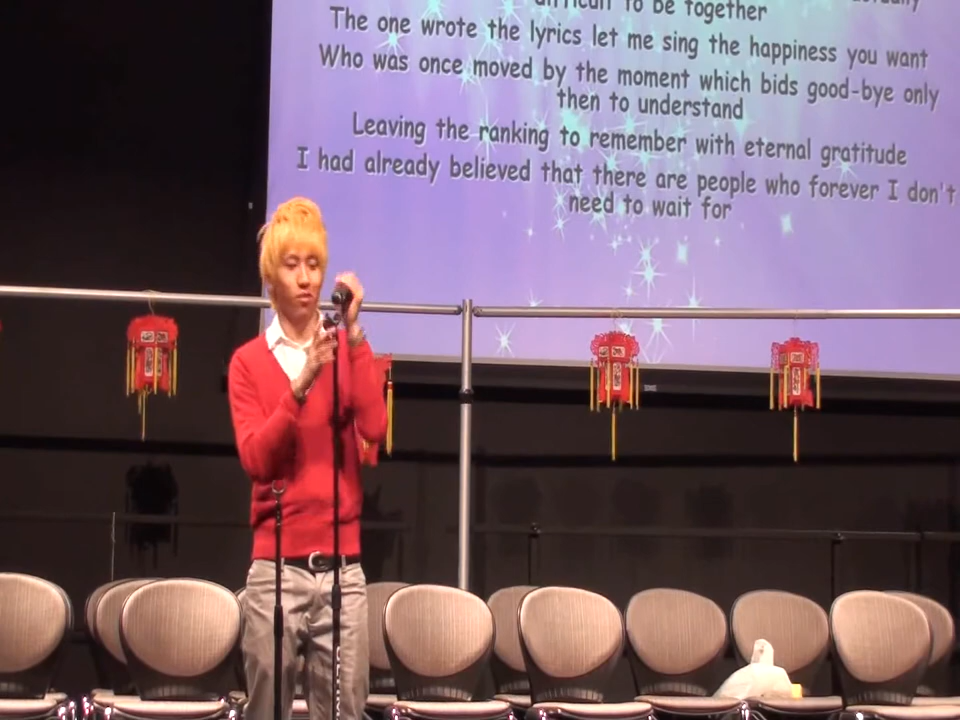 to be together
The one wrote the lyrics let me sing the happiness you want
Who was once moved by the moment which bids good-bye only
then to understand
Leaving the ranking to remember with eternal gratitude
I had already believed that there are people who forever I don't
need to wait for